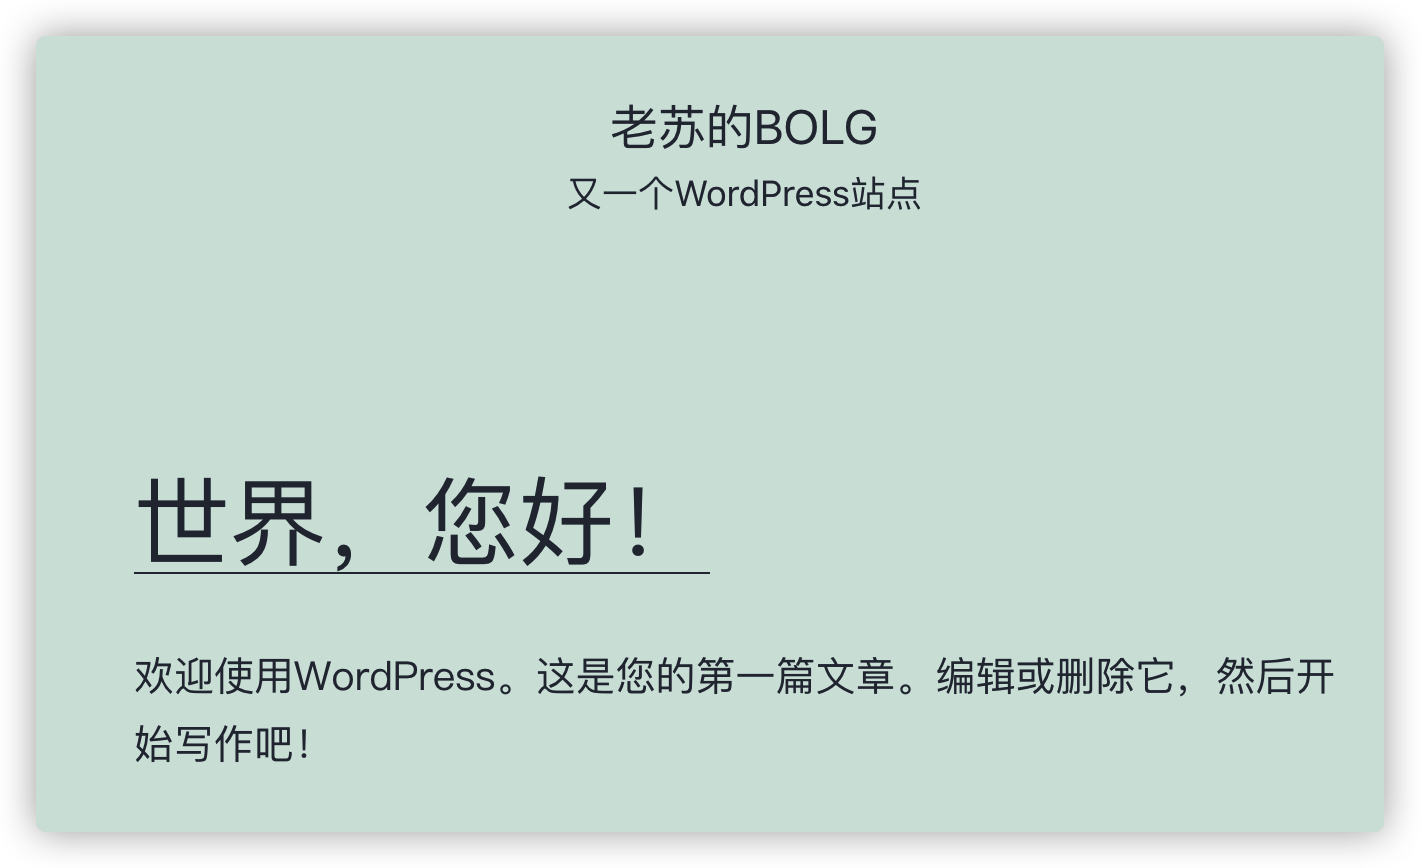 老苏的BOLG
又一个WordPress站点
世界，您好！
欢迎使用WordPress。这是您的第一篇文章。编辑或删除它，然后开
始写作吧！